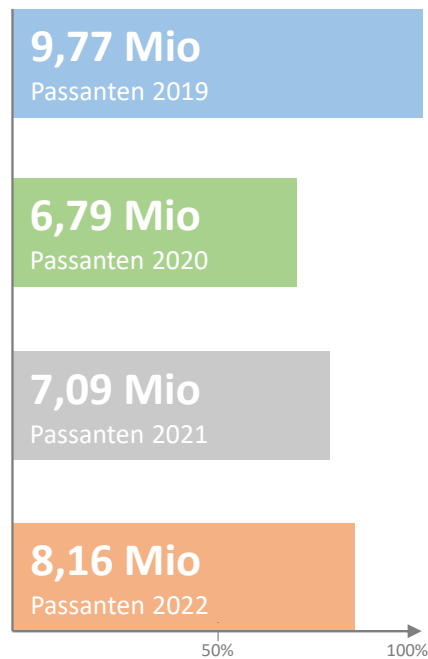 9,77 Mio
Passanten 2019
6,79 Mio
Passanten 2020
7,09 Mio
Passanten 2021
8,16 Mio
Passanten 2022
50%
100%